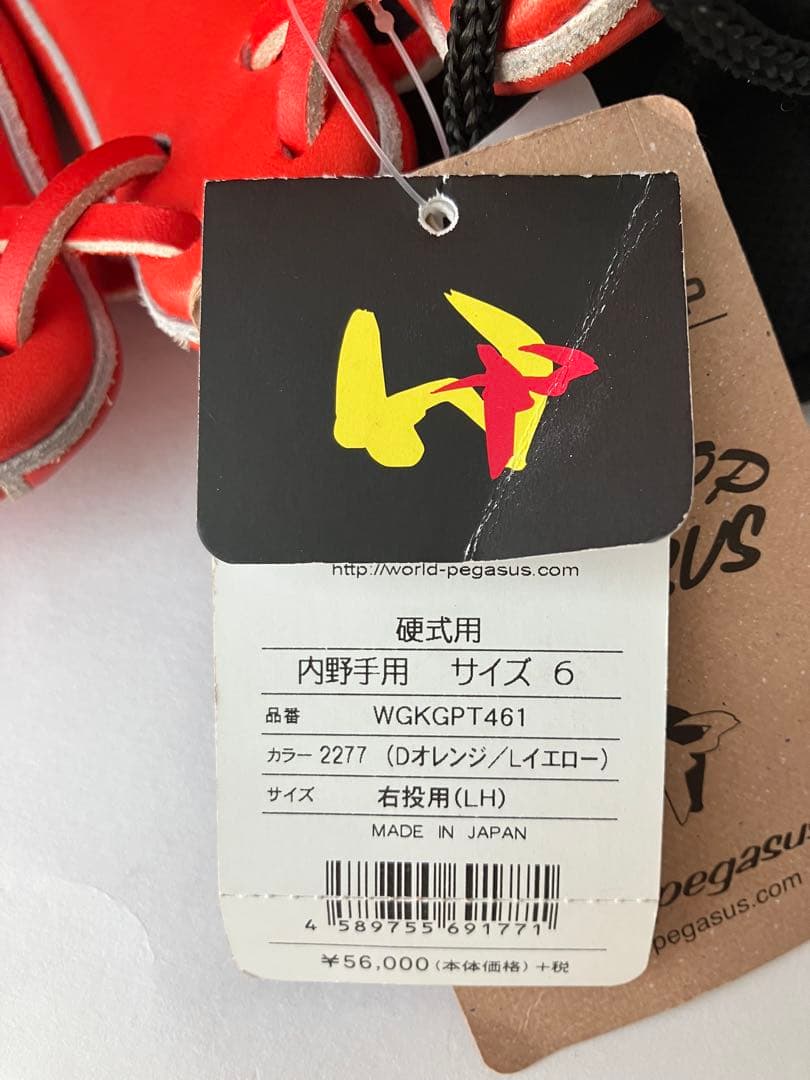 http://world-pegasus.com
硬式用
内野手用 サイズ 6
品番 WGKGPT461
カラー 2277 (Dオレンジ/Lイエロー)
サイズ 右投用(LH)
MADE IN JAPAN
4 589755 691771
¥56,000(本体価格)+税
pegasus
pegasus.com